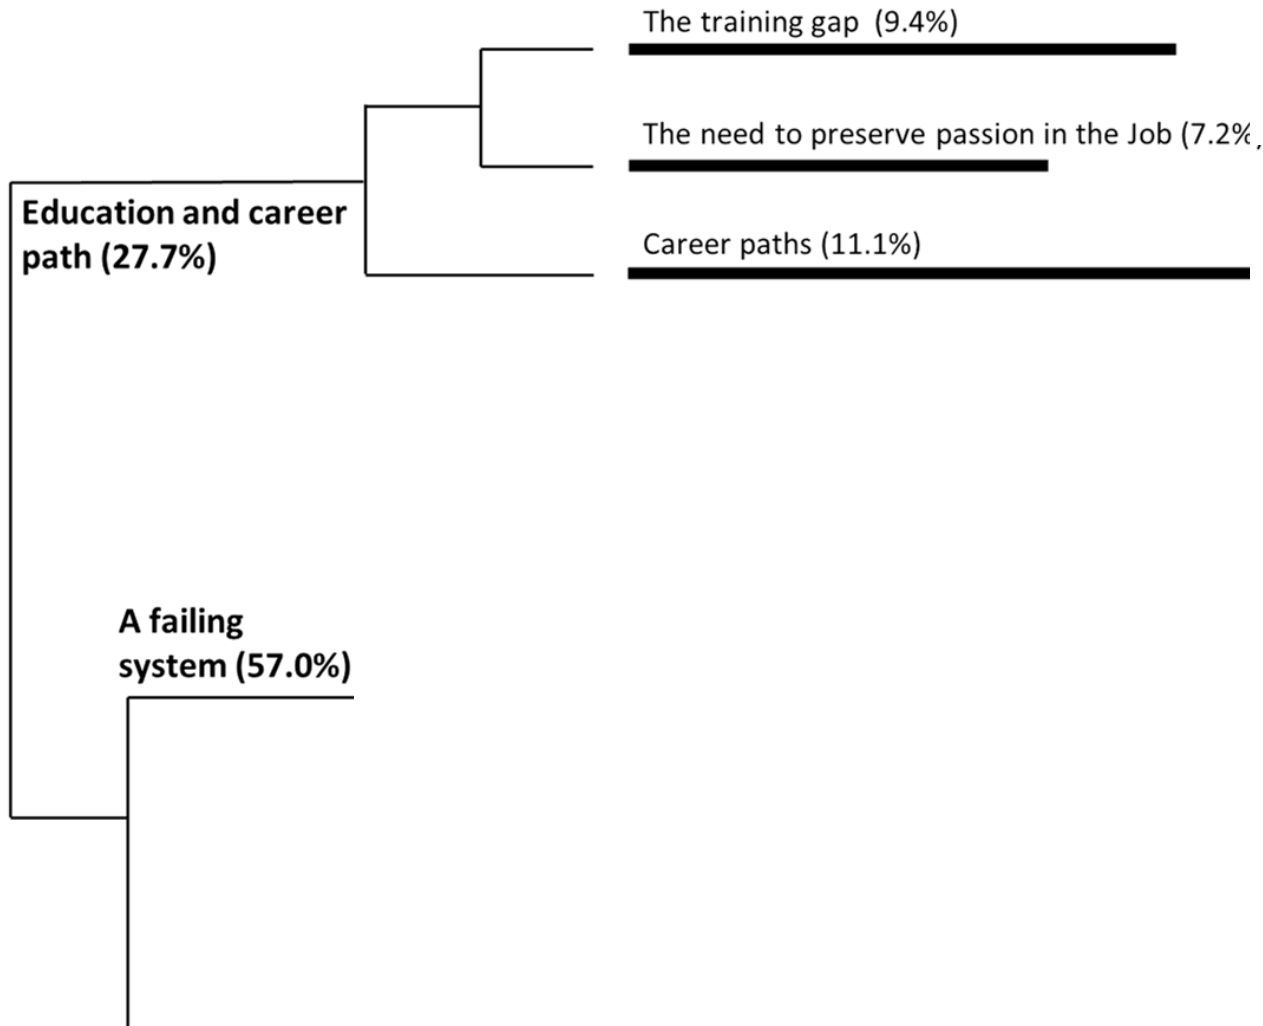 The training gap (9.4%)
The need to preserve passion in the Job (7.2%
Career paths (11.1%)
Education and career
path (27.7%)
A failing
system (57.0%)